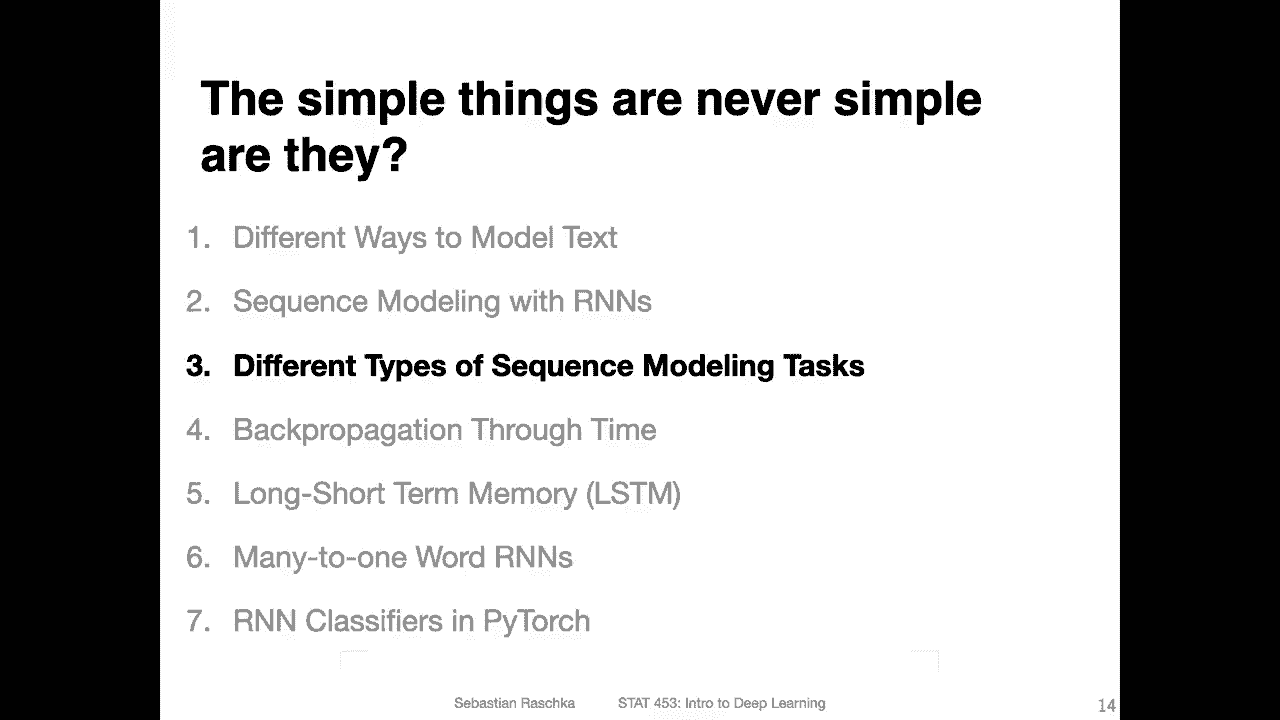 The simple things are never simple
are they?
1. Different Ways to Model Text
2. Sequence Modeling with RNNs
3. Different Types of Sequence Modeling Tasks
4. Backpropagation Through Time
5. Long-Short Term Memory (LSTM)
6. Many-to-one Word RNNs
7. RNN Classifiers in PyTorch
Sebastian Raschka STAT 453: Intro to Deep Learning 14